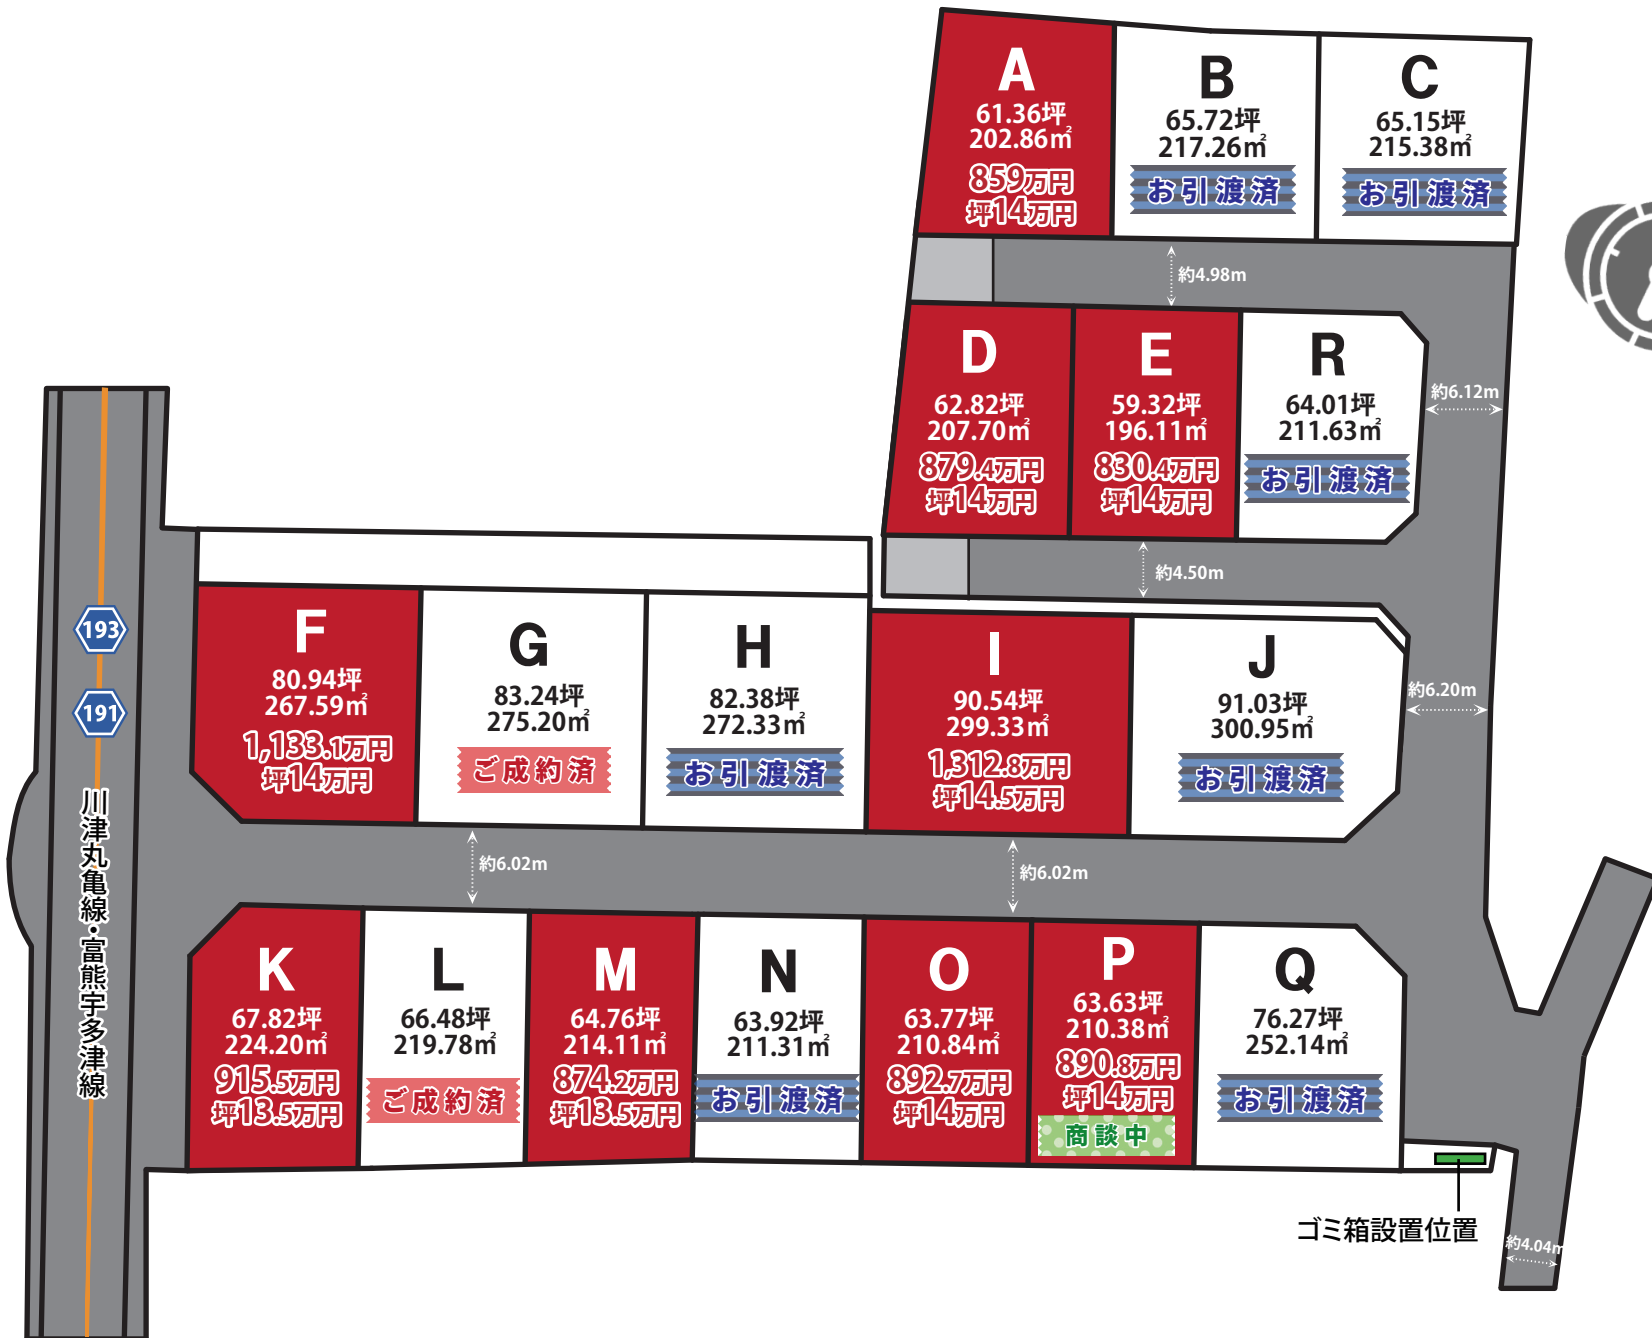 A
61.36坪
202.86㎡
859万円
坪14万円
B
65.72坪
217.26㎡
お引渡済
C
65.15坪
215.38㎡
お引渡済
約4.98m
D
62.82坪
207.70㎡
879.4万円
坪14万円
E
59.32坪
196.11㎡
830.4万円
坪14万円
R
64.01坪
211.63㎡
お引渡済
約6.12m
約4.50m
193
191
川津丸亀線・富熊宇多津線
F
80.94坪
267.59㎡
1,133.1万円
坪14万円
G
83.24坪
275.20㎡
ご成約済
H
82.38坪
272.33㎡
お引渡済
I
90.54坪
299.33㎡
1,312.8万円
坪14.5万円
J
91.03坪
300.95㎡
お引渡済
約6.20m
約6.02m
約6.02m
K
67.82坪
224.20㎡
915.5万円
坪13.5万円
L
66.48坪
219.78㎡
ご成約済
M
64.76坪
214.11㎡
874.2万円
坪13.5万円
N
63.92坪
211.31㎡
お引渡済
O
63.77坪
210.84㎡
892.7万円
坪14万円
P
63.63坪
210.38㎡
890.8万円
坪14万円
商談中
Q
76.27坪
252.14㎡
お引渡済
ゴミ箱設置位置
約4.04m